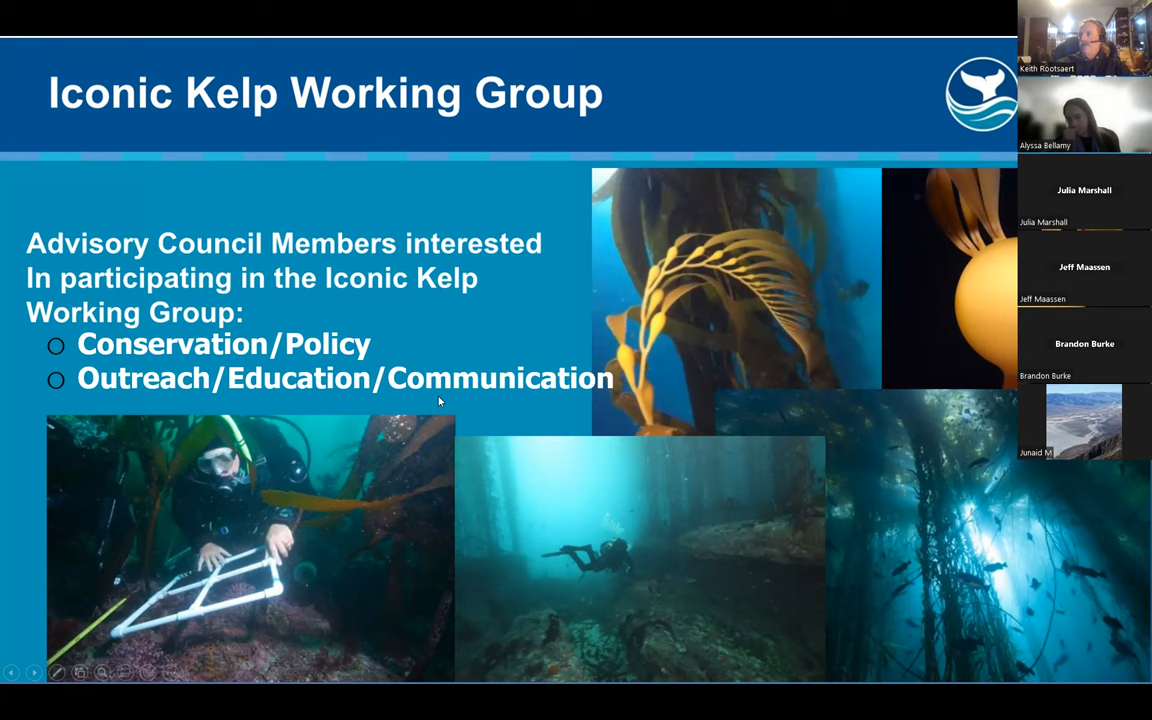 Iconic Kelp Working Group
Advisory Council Members interested
In participating in the Iconic Kelp
Working Group:
Conservation/Policy
Outreach/Education/Communication
Keith Rootsaert
Alyssa Bellamy
Julia Marshall
Julia Marshall
Jeff Maassen
Jeff Maassen
Brandon Burke
Brandon Burke
Junaid M